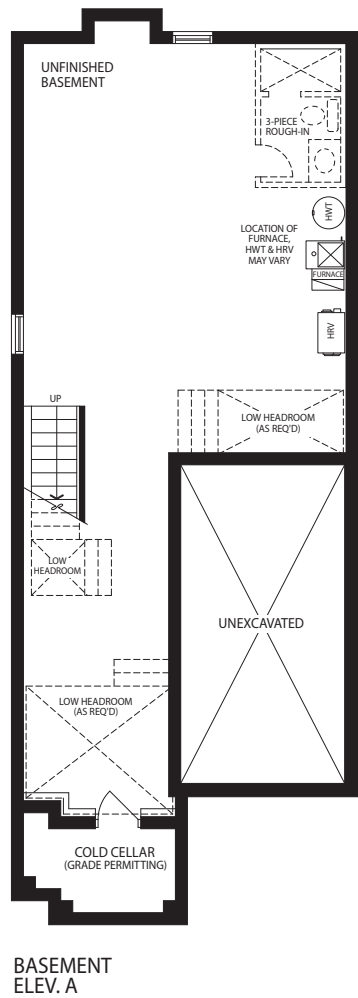 UNFINISHED
BASEMENT
3-PIECE
ROUGH-IN
HWT
LOCATION OF
FURNACE,
HWT & HRV
MAY VARY
FURNACE
HRV
UP
LOW HEADROOM
(AS REQ'D)
LOW
HEADROOM
UNEXCAVATED
LOW HEADROOM
(AS REQ'D)
COLD CELLAR
(GRADE PERMITTING)
BASEMENT
ELEV. A